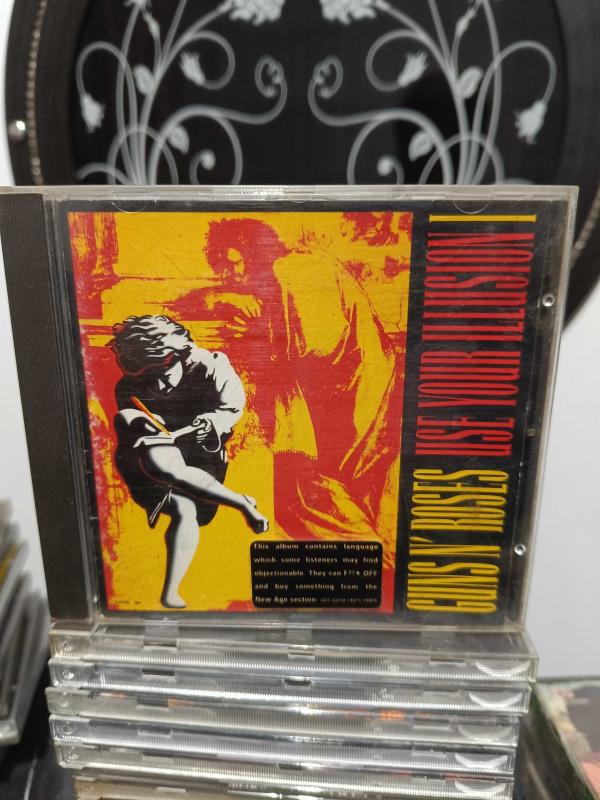 GUNS N' ROSES USE YOUR ILLUSION I
This album contains language
which some listeners may find
objectionable They can F?!* OFF
and buy something from the
New Age section